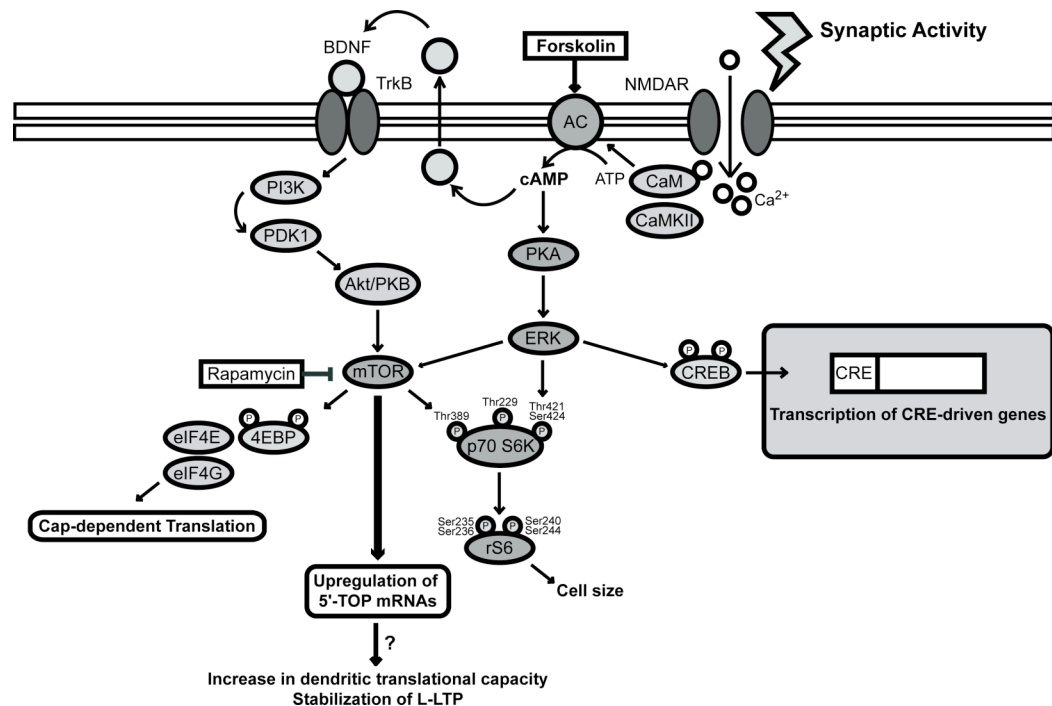 Synaptic Activity
Forskolin
BDNF
TrkB
NMDAR
AC
cAMP
ATP
CaM
Ca2+
CaMKII
PI3K
PDK1
PKA
Akt/PKB
ERK
Rapamycin
mTOR
CREB
P
P
CRE
Transcription of CRE-driven genes
Thr389
Thr229
Thr421
Ser424
P
P
P
p70 S6K
eIF4E
4EBP
P
P
eIF4G
Cap-dependent Translation
Ser235
Ser236
P
P
Ser240
Ser244
rS6
Cell size
Upregulation of
5'-TOP mRNAs
?
Increase in dendritic translational capacity
Stabilization of L-LTP